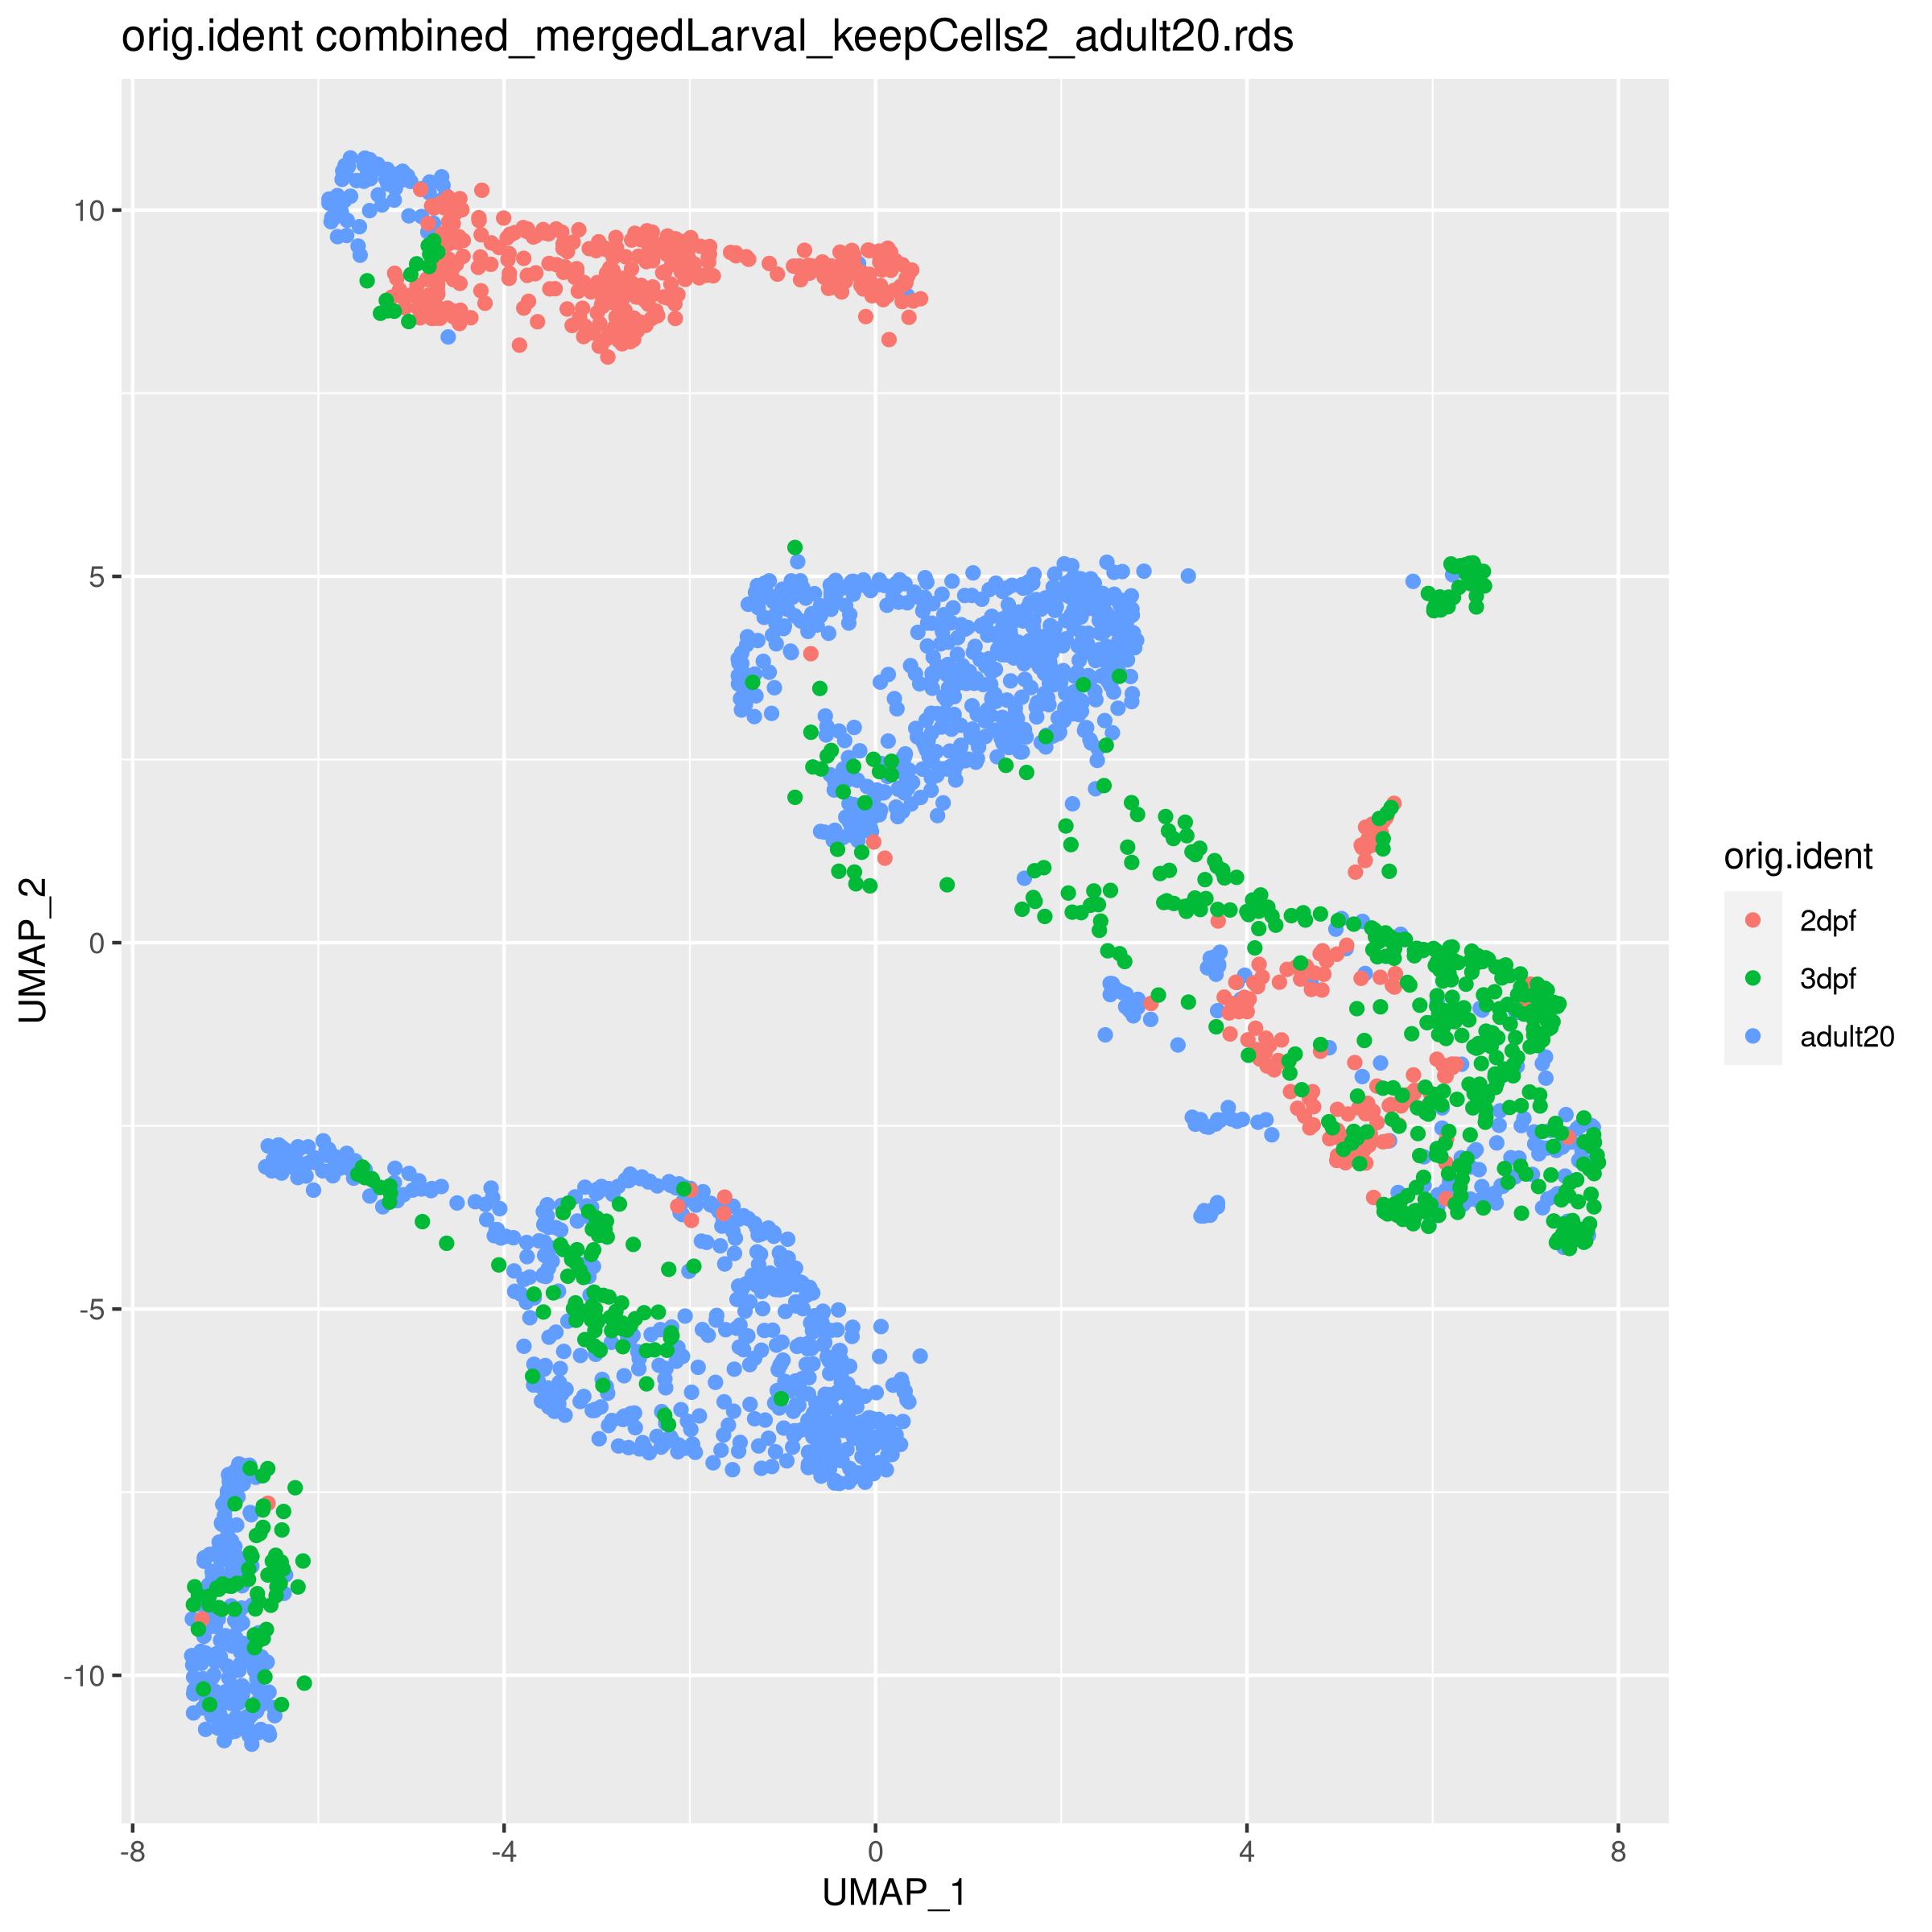 orig.ident combined_mergedLarval_keepCells2_adult20.rds
10
5
0
-5
-10
UMAP_2
-8
-4
0
4
8
UMAP_1
orig.ident
2dpf
3dpf
adult20